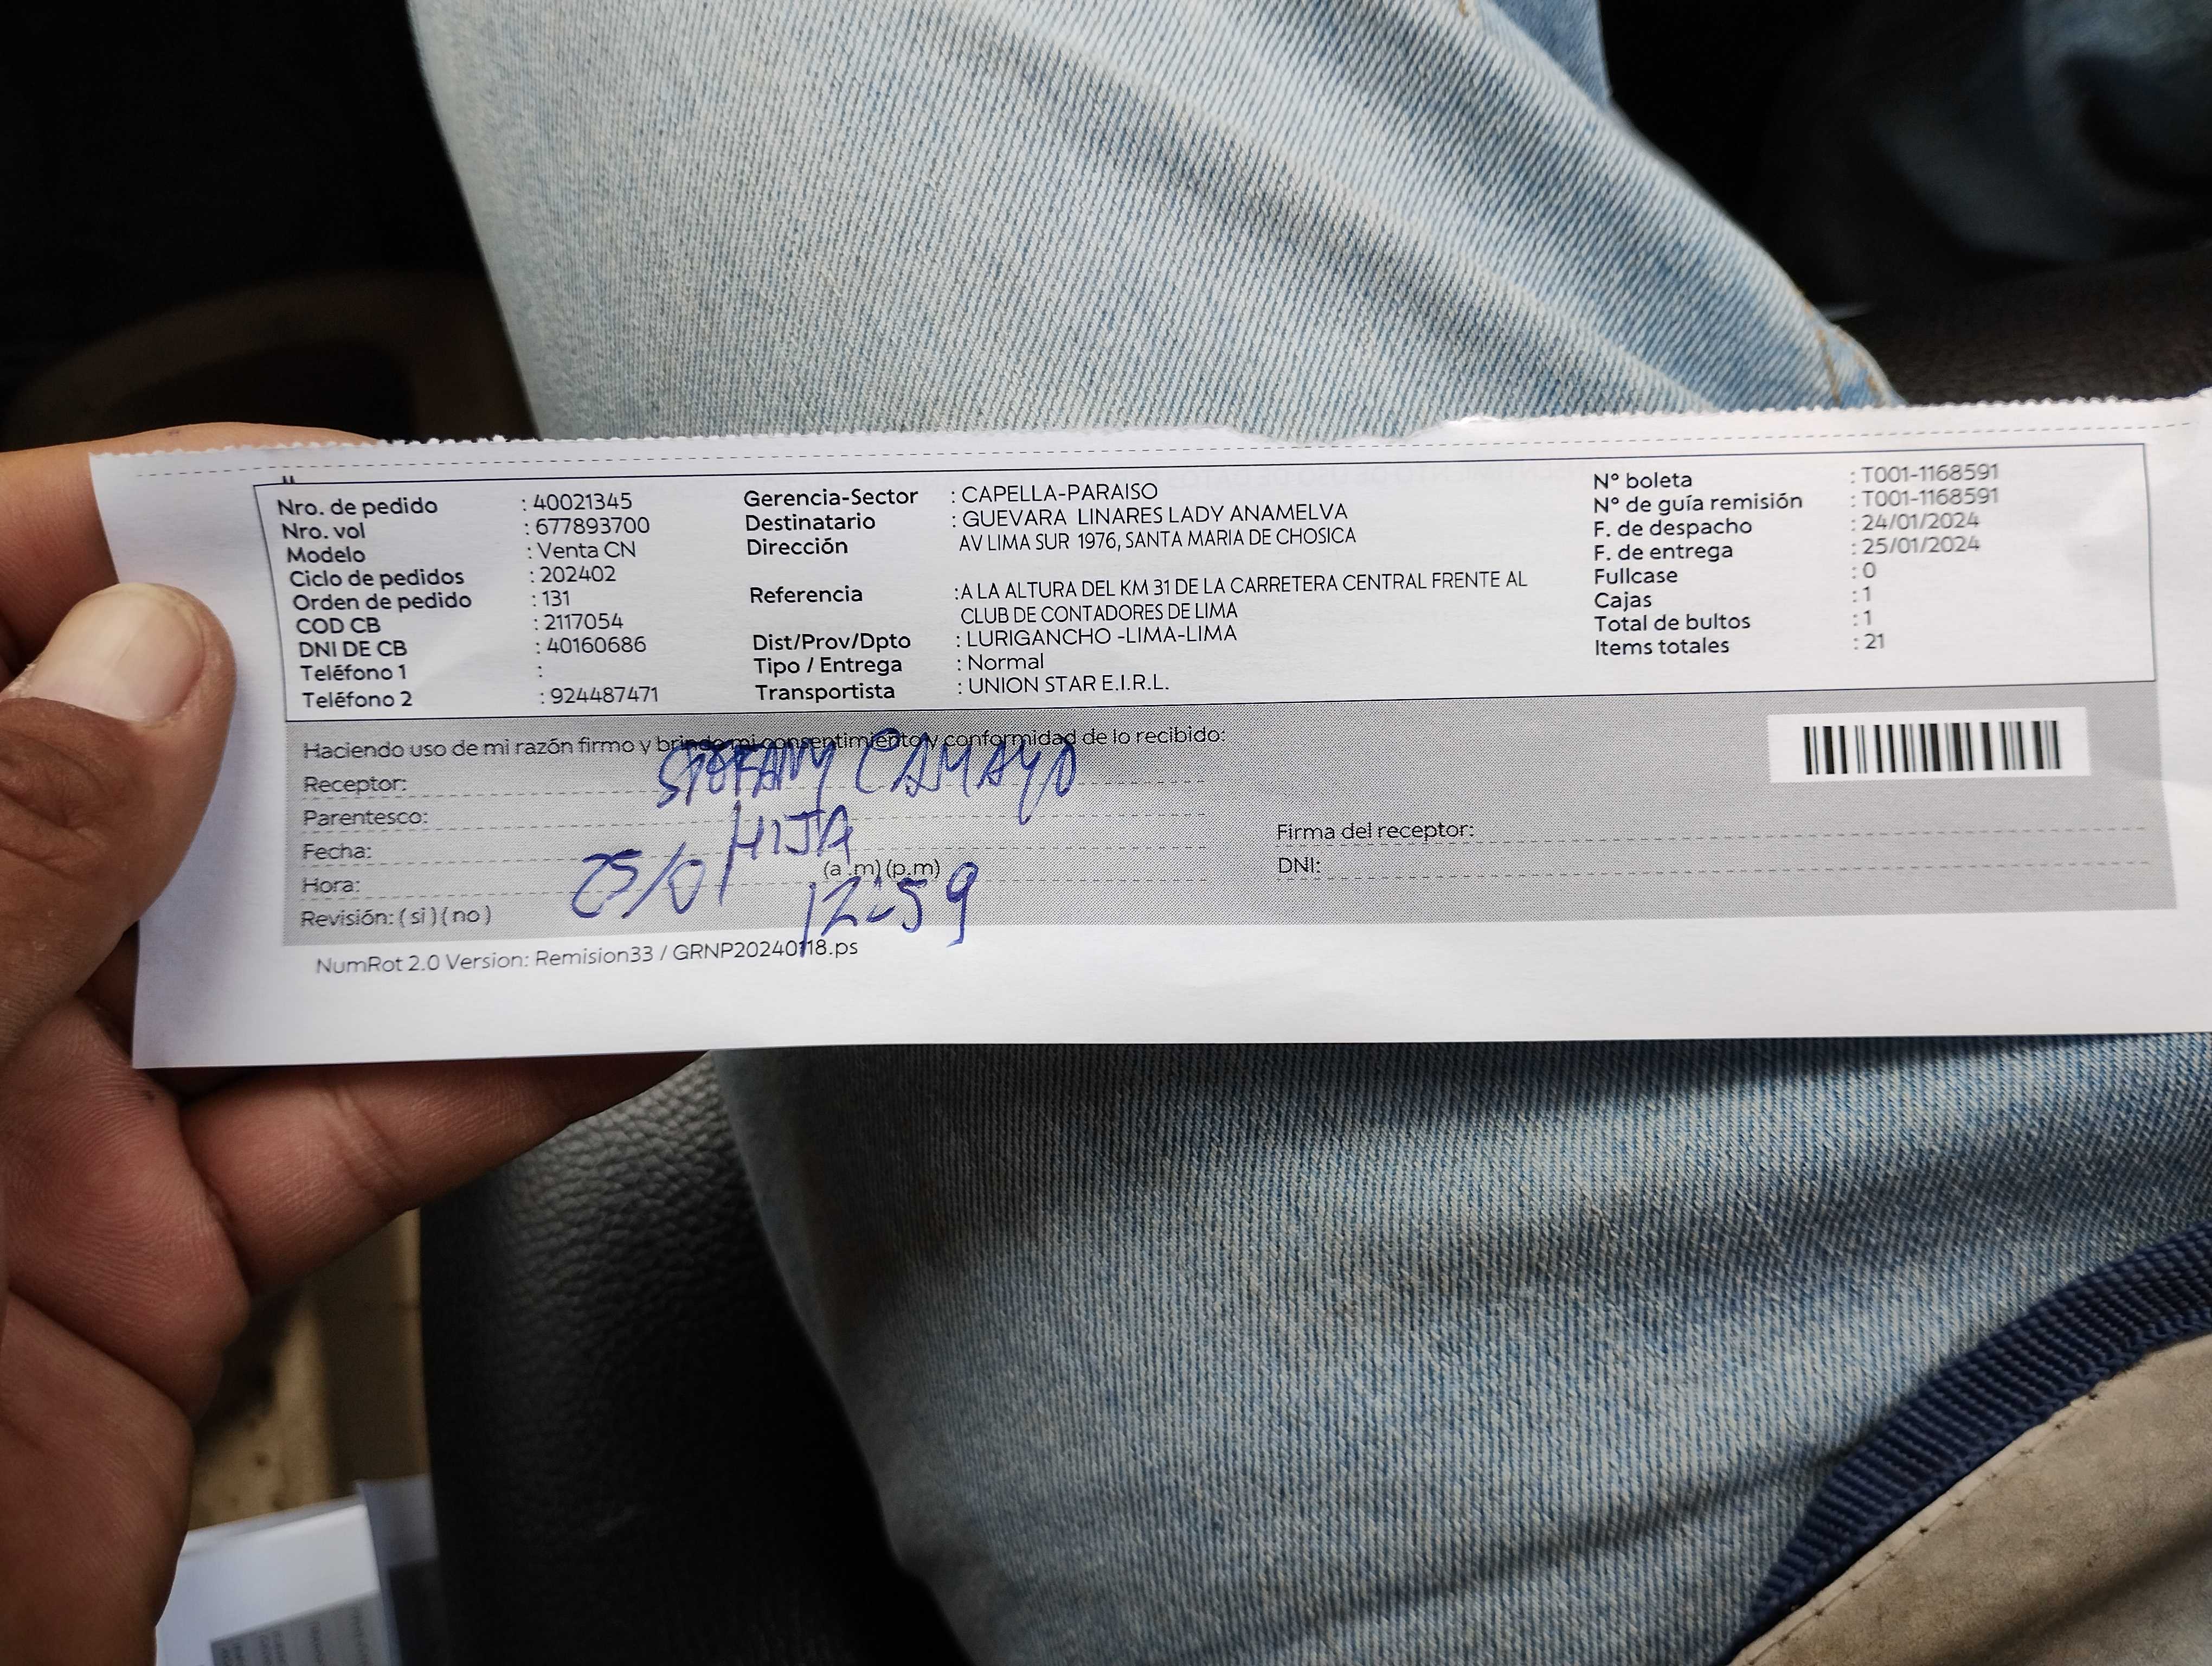 Nro. de pedido : 40021345
Nro. vol : 677893700
Modelo : Venta CN
Ciclo de pedidos : 202402
Orden de pedido : 131
COD CB : 2117054
DNI DE CB : 40160686
Teléfono 1 :
Teléfono 2 : 924487471
Gerencia-Sector : CAPELLA-PARAISO
Destinatario : GUEVARA LINARES LADY ANAMELVA
Dirección AV LIMA SUR 1976, SANTA MARIA DE CHOSICA
Referencia :A LA ALTURA DEL KM 31 DE LA CARRETERA CENTRAL FRENTE AL
CLUB DE CONTADORES DE LIMA
Dist/Prov/Dpto : LURIGANCHO -LIMA-LIMA
Tipo / Entrega : Normal
Transportista : UNION STAR E.I.R.L.
N° boleta : T001-1168591
N° de guía remisión : T001-1168591
F. de despacho : 24/01/2024
F. de entrega : 25/01/2024
Fullcase : 0
Cajas : 1
Total de bultos : 1
Items totales : 21
Haciendo uso de mi razón firmo y brindo mi consentimiento y conformidad de lo recibido:
Receptor: STEFANY CAMAYO
Parentesco: HIJA
Fecha: 25/01
Hora: (a .m) (p.m) 12:59
Revisión: ( si ) ( no )
Firma del receptor:
DNI:
NumRot 2.0 Version: Remision33 / GRNP20240118.ps